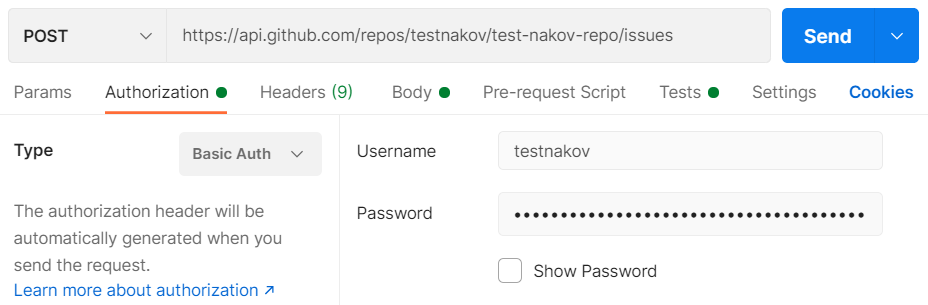 POST https://api.github.com/repos/testnakov/test-nakov-repo/issues Send
Params Authorization Headers (9) Body Pre-request Script Tests Settings Cookies
Type Basic Auth
The authorization header will be
automatically generated when you
send the request.
Learn more about authorization ↗
Username testnakov
Password ••••••••••••••••••••••••••••••••••••••••
Show Password